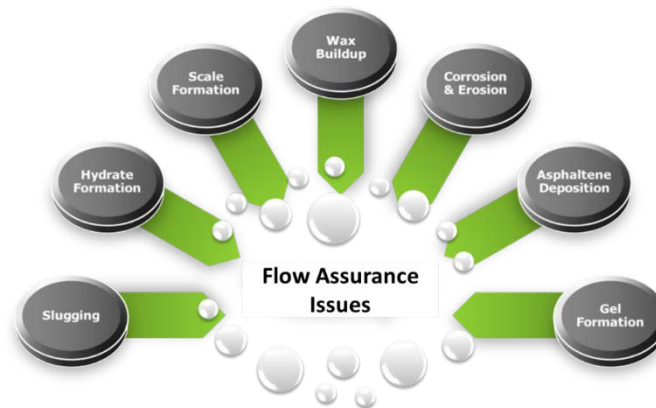 Wax
Buildup
Scale
Formation
Corrosion
& Erosion
Hydrate
Formation
Asphaltene
Deposition
Flow Assurance
Issues
Slugging
Gel
Formation